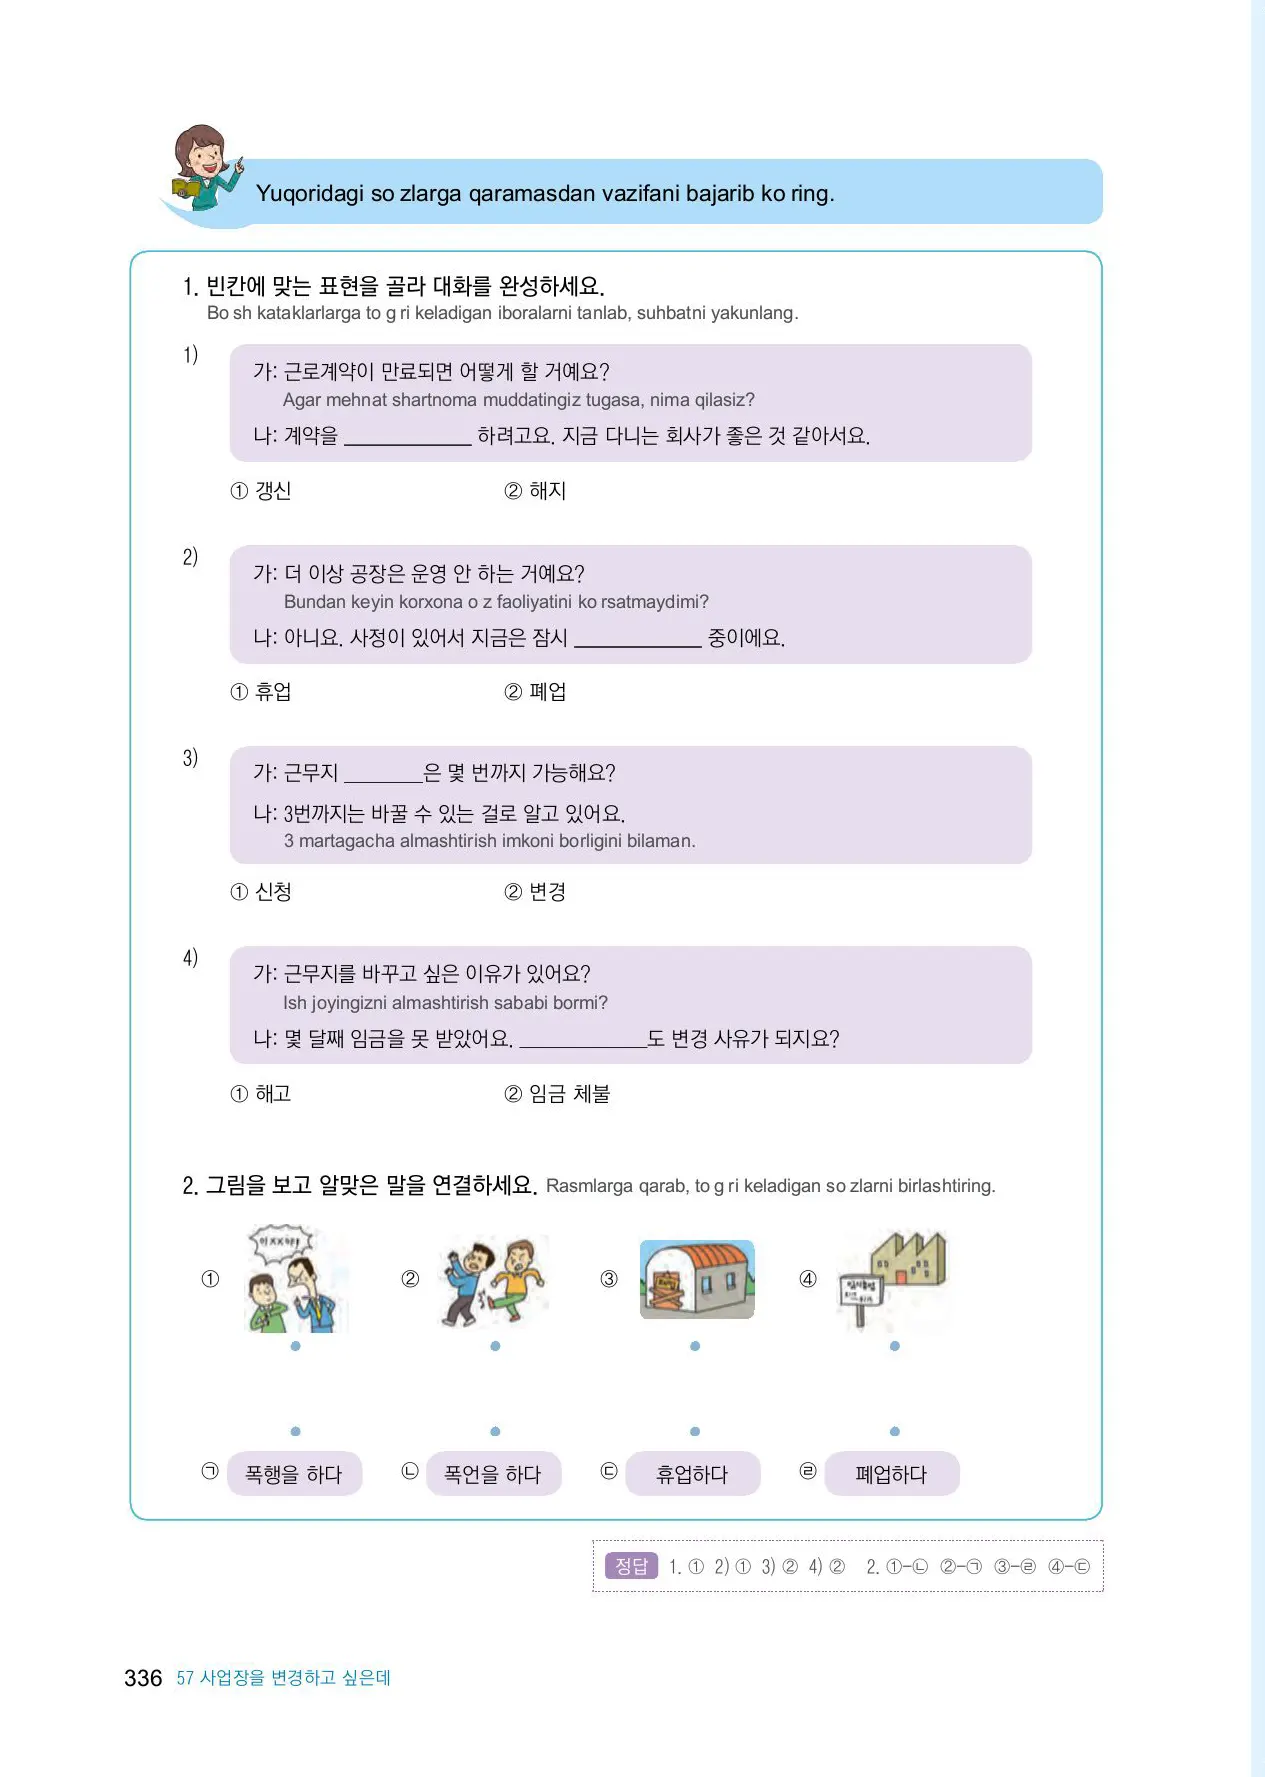 Yuqoridagi so zlarga qaramasdan vazifani bajarib ko ring.
1. 빈칸에 맞는 표현을 골라 대화를 완성하세요.
Bo sh kataklarlarga to g ri keladigan iboralarni tanlab, suhbatni yakunlang.
1)
가: 근로계약이 만료되면 어떻게 할 거예요?
Agar mehnat shartnoma muddatingiz tugasa, nima qilasiz?
나: 계약을 ____________ 하려고요. 지금 다니는 회사가 좋은 것 같아서요.
① 갱신 ② 해지
2)
가: 더 이상 공장은 운영 안 하는 거예요?
Bundan keyin korxona o z faoliyatini ko rsatmaydimi?
나: 아니요. 사정이 있어서 지금은 잠시 ____________ 중이에요.
① 휴업 ② 폐업
3)
가: 근무지 ________은 몇 번까지 가능해요?
나: 3번까지는 바꿀 수 있는 걸로 알고 있어요.
3 martagacha almashtirish imkoni borligini bilaman.
① 신청 ② 변경
4)
가: 근무지를 바꾸고 싶은 이유가 있어요?
Ish joyingizni almashtirish sababi bormi?
나: 몇 달째 임금을 못 받았어요. ____________도 변경 사유가 되지요?
① 해고 ② 임금 체불
2. 그림을 보고 알맞은 말을 연결하세요. Rasmlarga qarab, to g ri keladigan so zlarni birlashtiring.
이XX야!
① ② ③ ④
㉠ 폭행을 하다 ㉡ 폭언을 하다 ㉢ 휴업하다 ㉣ 폐업하다
정답 1. ① 2) ① 3) ② 4) ② 2. ①-㉡ ②-㉠ ③-㉣ ④-㉢
336 57 사업장을 변경하고 싶은데